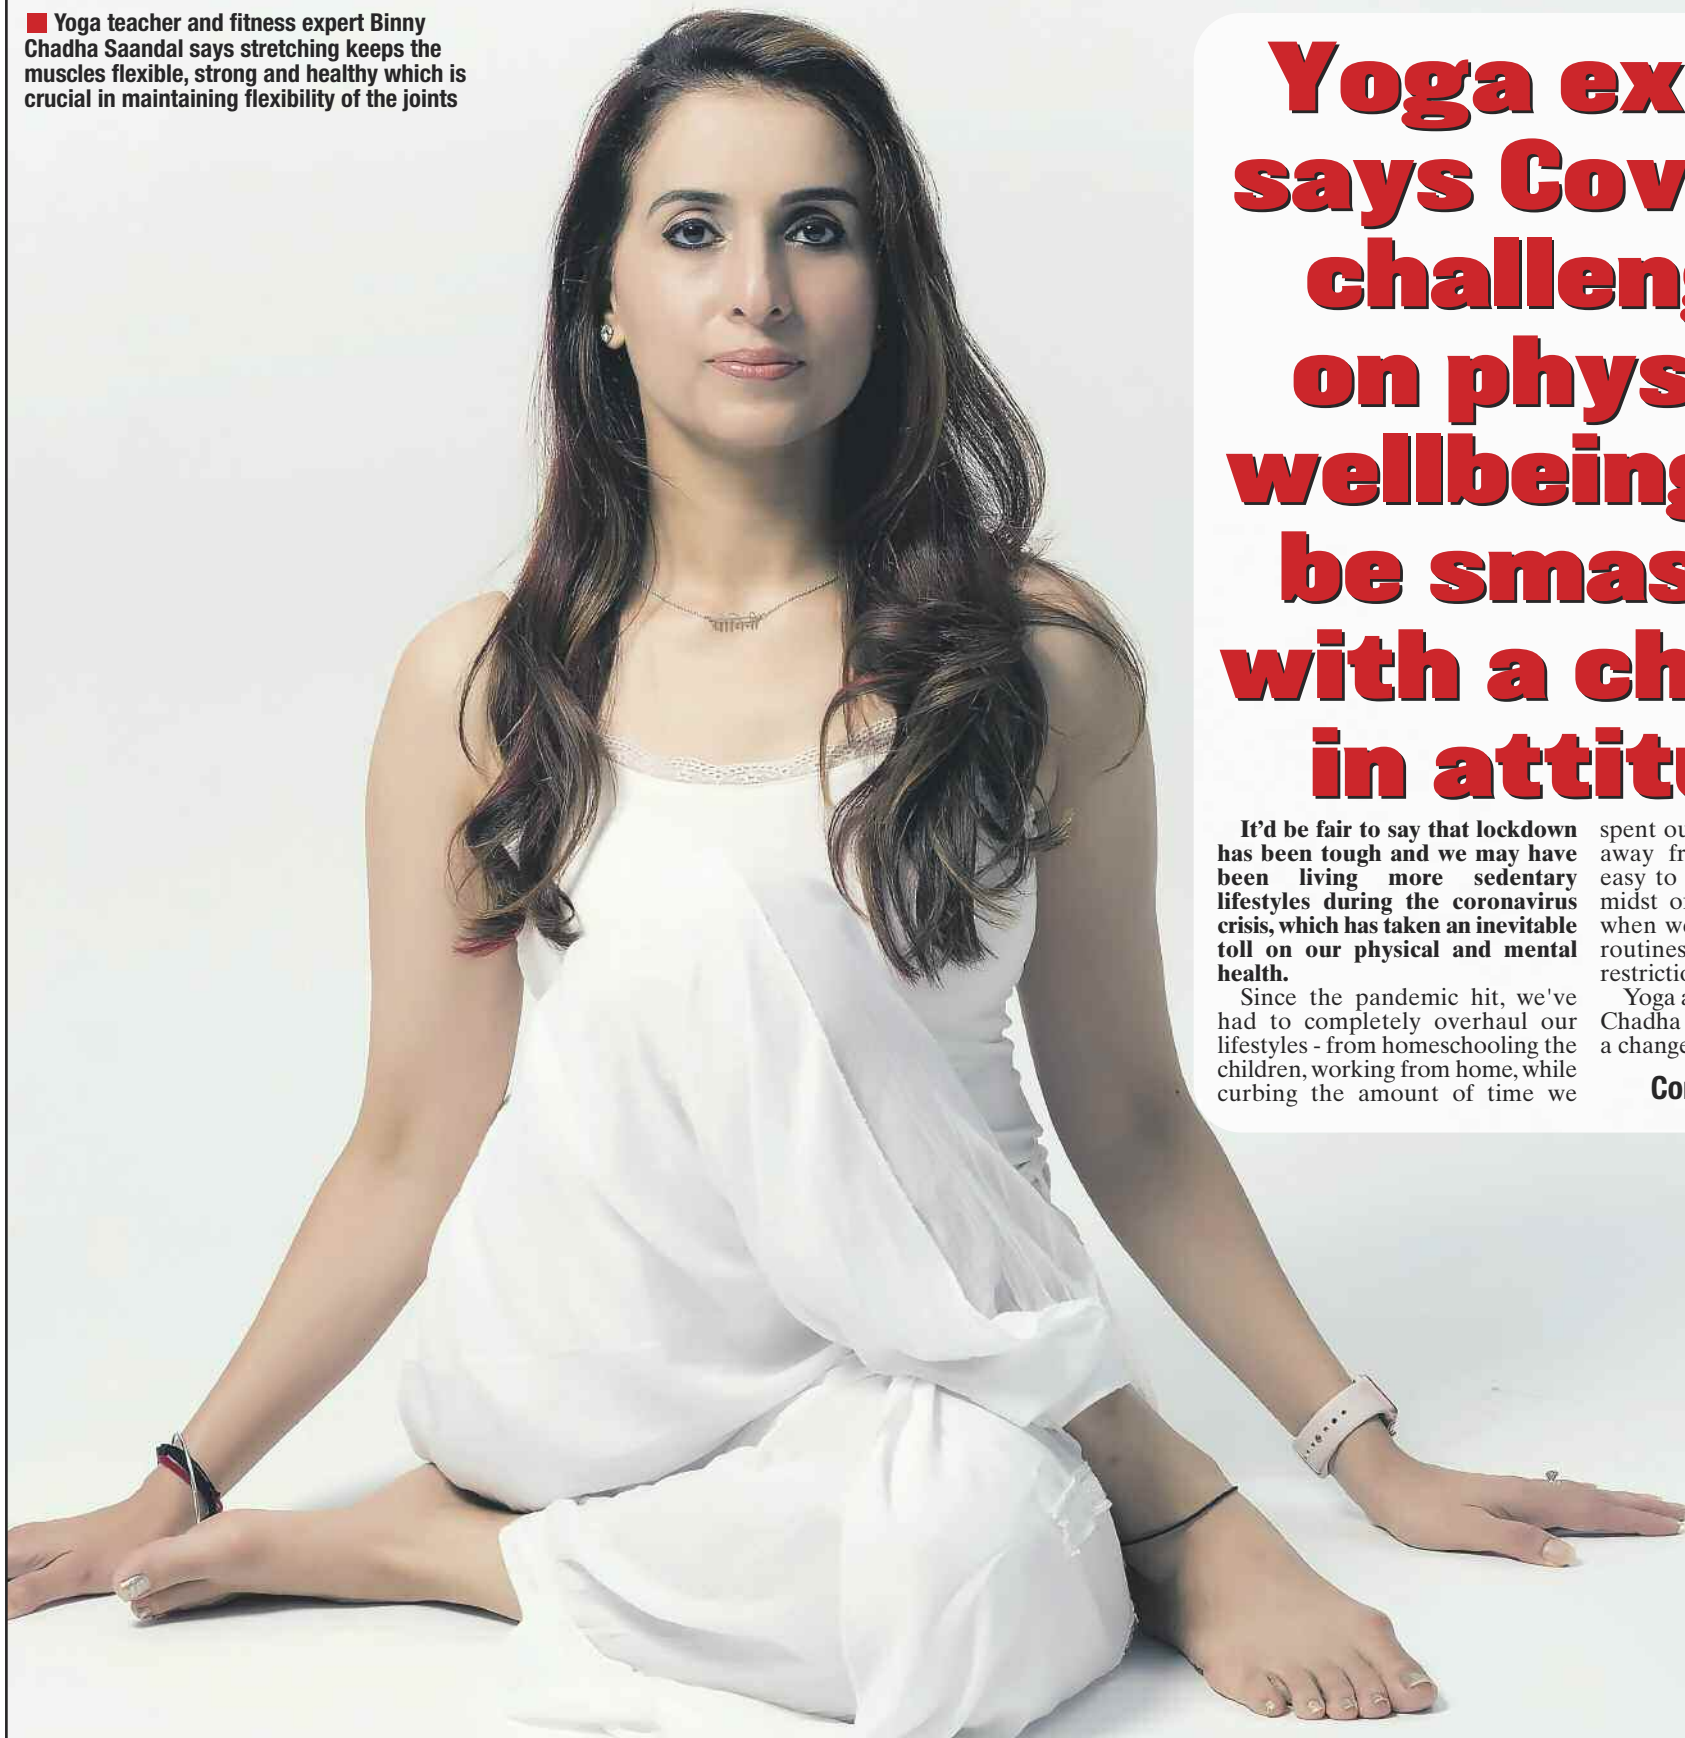 Yoga teacher and fitness expert Binny
Chadha Saandal says stretching keeps the
muscles flexible, strong and healthy which is
crucial in maintaining flexibility of the joints
Yoga ex
says Cov
challeng
on phys
wellbeing
be smas
with a ch
in attitu
It'd be fair to say that lockdown
has been tough and we may have
been living more sedentary
lifestyles during the coronavirus
crisis, which has taken an inevitable
toll on our physical and mental
health.
Since the pandemic hit, we've
had to completely overhaul our
lifestyles - from homeschooling the
children, working from home, while
curbing the amount of time we
spent ou
away fr
easy to
midst o
when we
routines
restrictio
Yoga a
Chadha
a change
Con